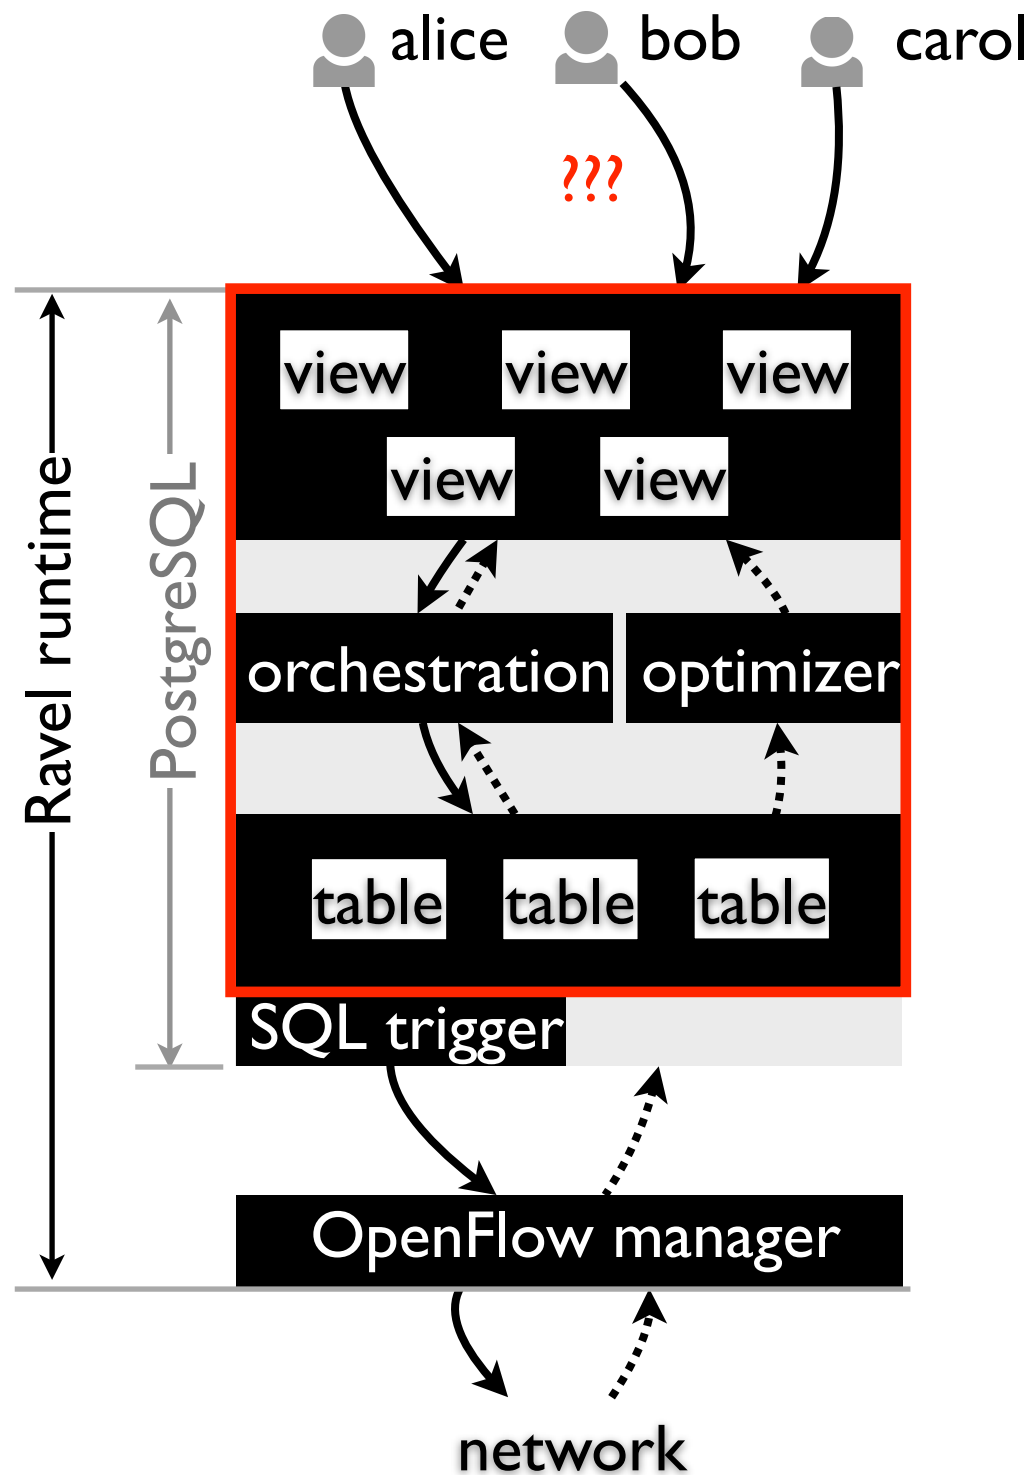 alice bob carol
???
view view view
view view
Ravel runtime
PostgreSQL
orchestration optimizer
table table table
SQL trigger
OpenFlow manager
network